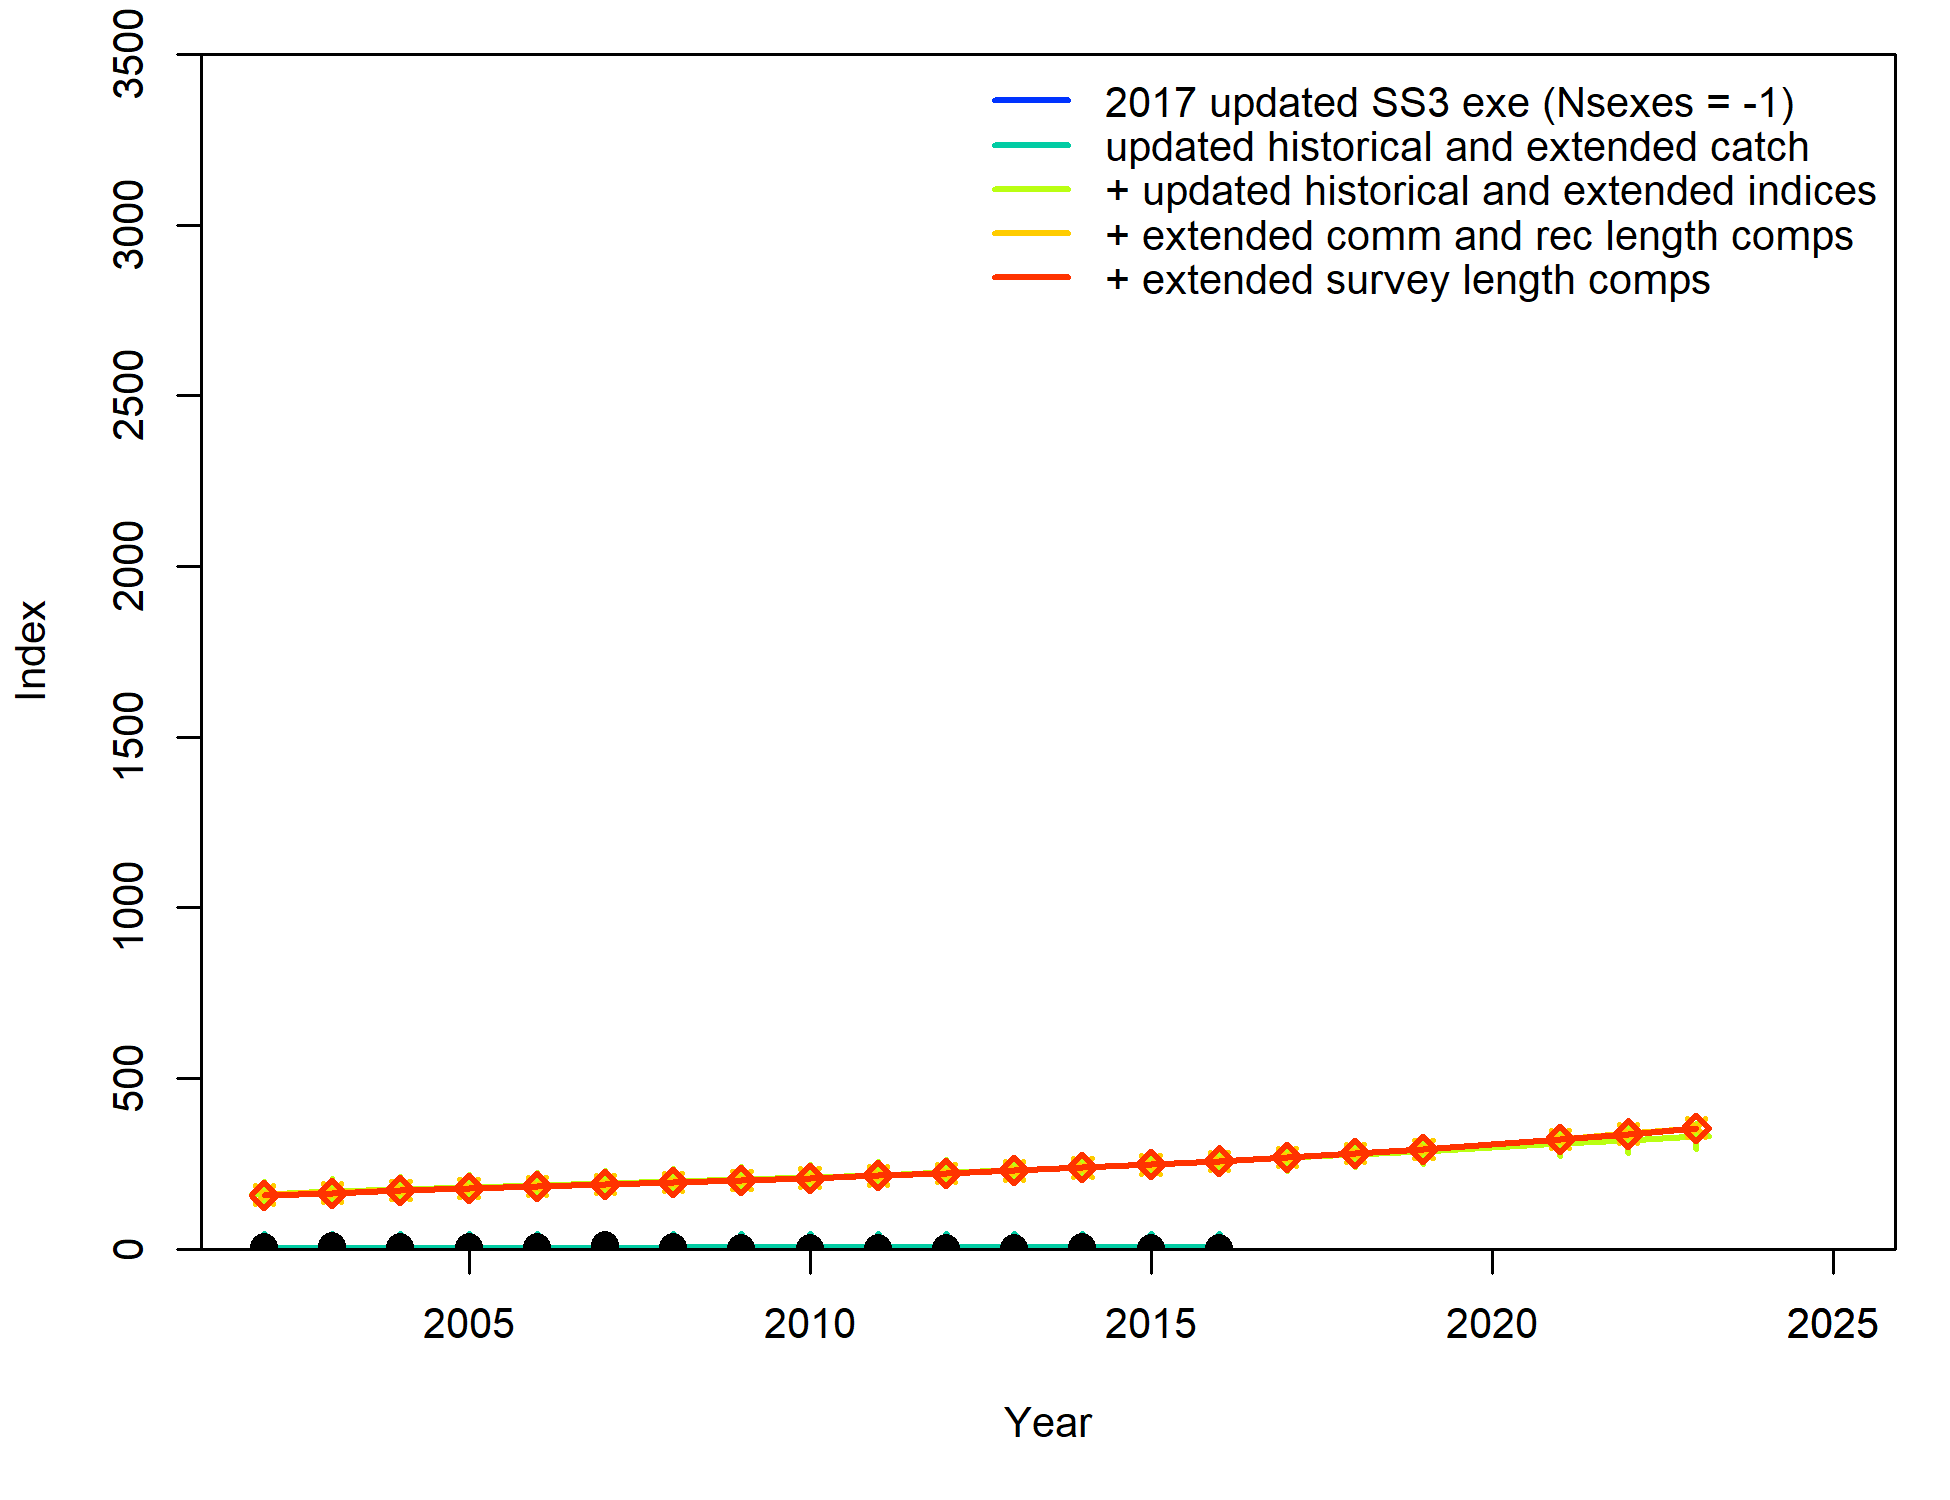 3500
3000
2500
2000
1500
1000
500
0
Index
2017 updated SS3 exe (Nsexes = -1)
updated historical and extended catch
+ updated historical and extended indices
+ extended comm and rec length comps
+ extended survey length comps
2005 2010 2015 2020 2025
Year